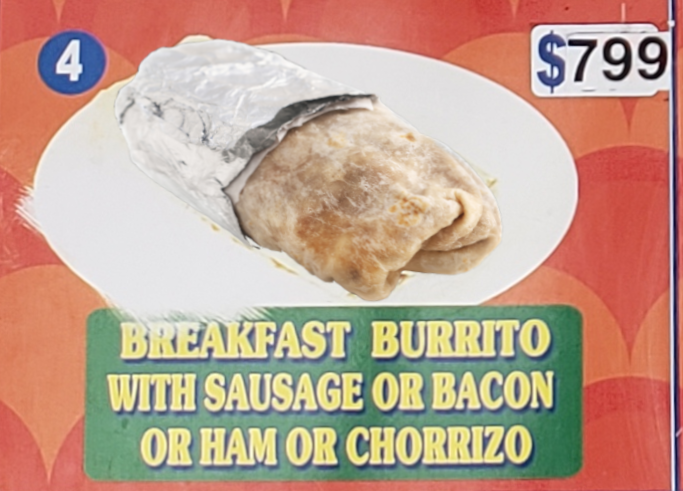 4
$799
BREAKFAST BURRITO
WITH SAUSAGE OR BACON
OR HAM OR CHORRIZO